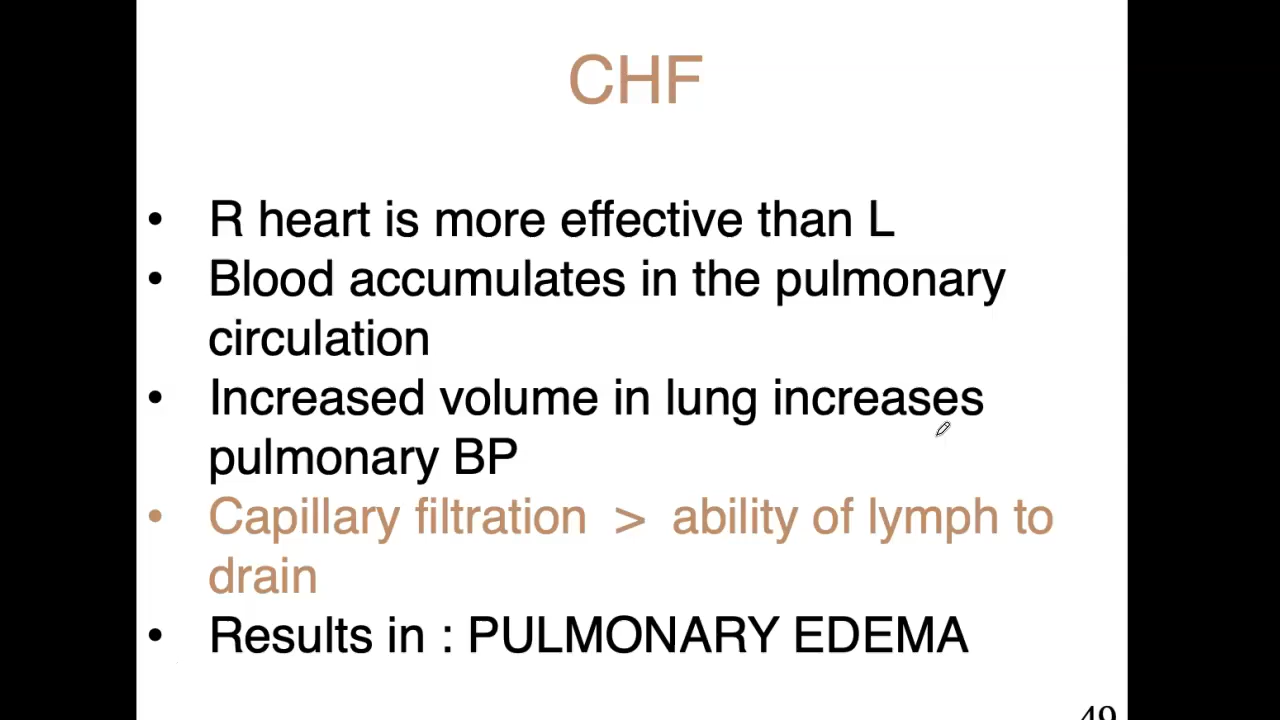 CHF
• R heart is more effective than L
• Blood accumulates in the pulmonary
circulation
• Increased volume in lung increases
pulmonary BP
• Capillary filtration > ability of lymph to
drain
• Results in : PULMONARY EDEMA
49